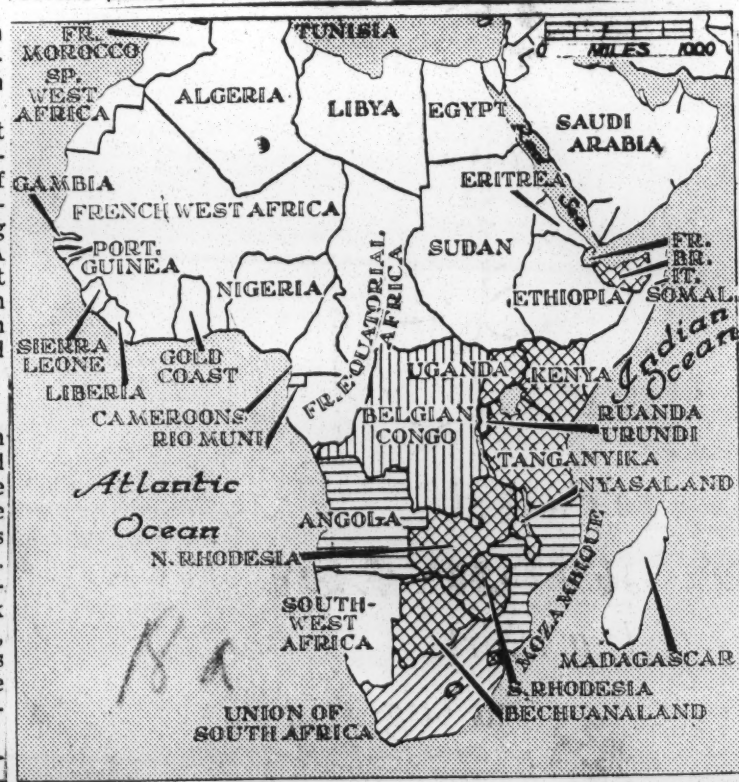 FR.
MOROCCO
SP.
WEST
AFRICA
TUNISIA
0 MILES 1000
ALGERIA
LIBYA
EGYPT
SAUDI
ARABIA
Red Sea
GAMBIA
FRENCH WEST AFRICA
ERITREA
PORT.
GUINEA
SUDAN
FR.
BR.
IT.
SOMAL.
NIGERIA
FR. EQUATORIAL
AFRICA
ETHIOPIA
SIERRA
LEONE
GOLD
COAST
LIBERIA
Indian
Ocean
UGANDA
KENYA
CAMEROONS
RIO MUNI
BELGIAN
CONGO
RUANDA
URUNDI
TANGANYIKA
NYASALAND
Atlantic
Ocean
ANGOLA
N. RHODESIA
MOZAMBIQUE
SOUTH-
WEST
AFRICA
MADAGASCAR
S. RHODESIA
BECHUANALAND
UNION OF
SOUTH AFRICA